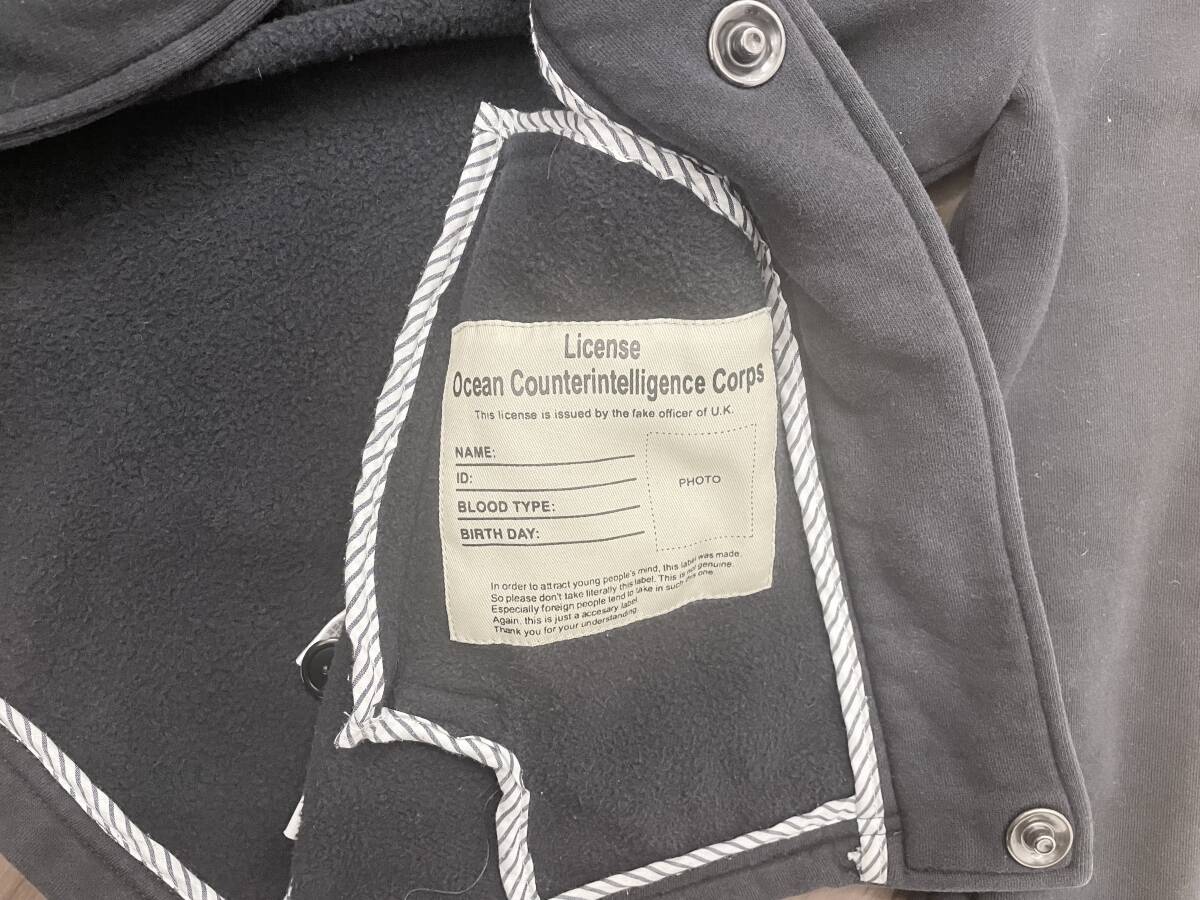 License
Ocean Counterintelligence Corps
This license is issued by the fake officer of U.K.
NAME:
ID:
BLOOD TYPE:
BIRTH DAY:
PHOTO
In order to attract young people's mind, this label was made.
So please don't take literally this label. This is not genuine.
Especially foreign people tend to take in such this one.
Again, this is just a accesary label.
Thank you for your understanding.